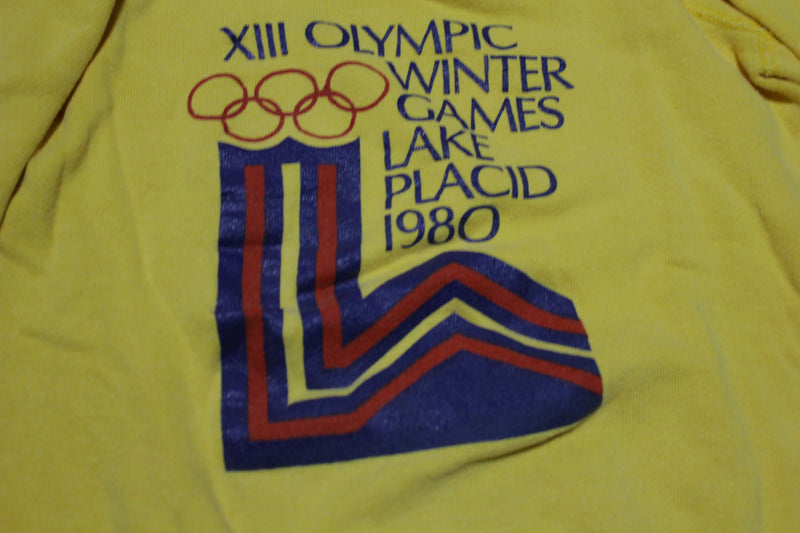 XIII OLYMPIC
WINTER
GAMES
LAKE
PLACID
1980